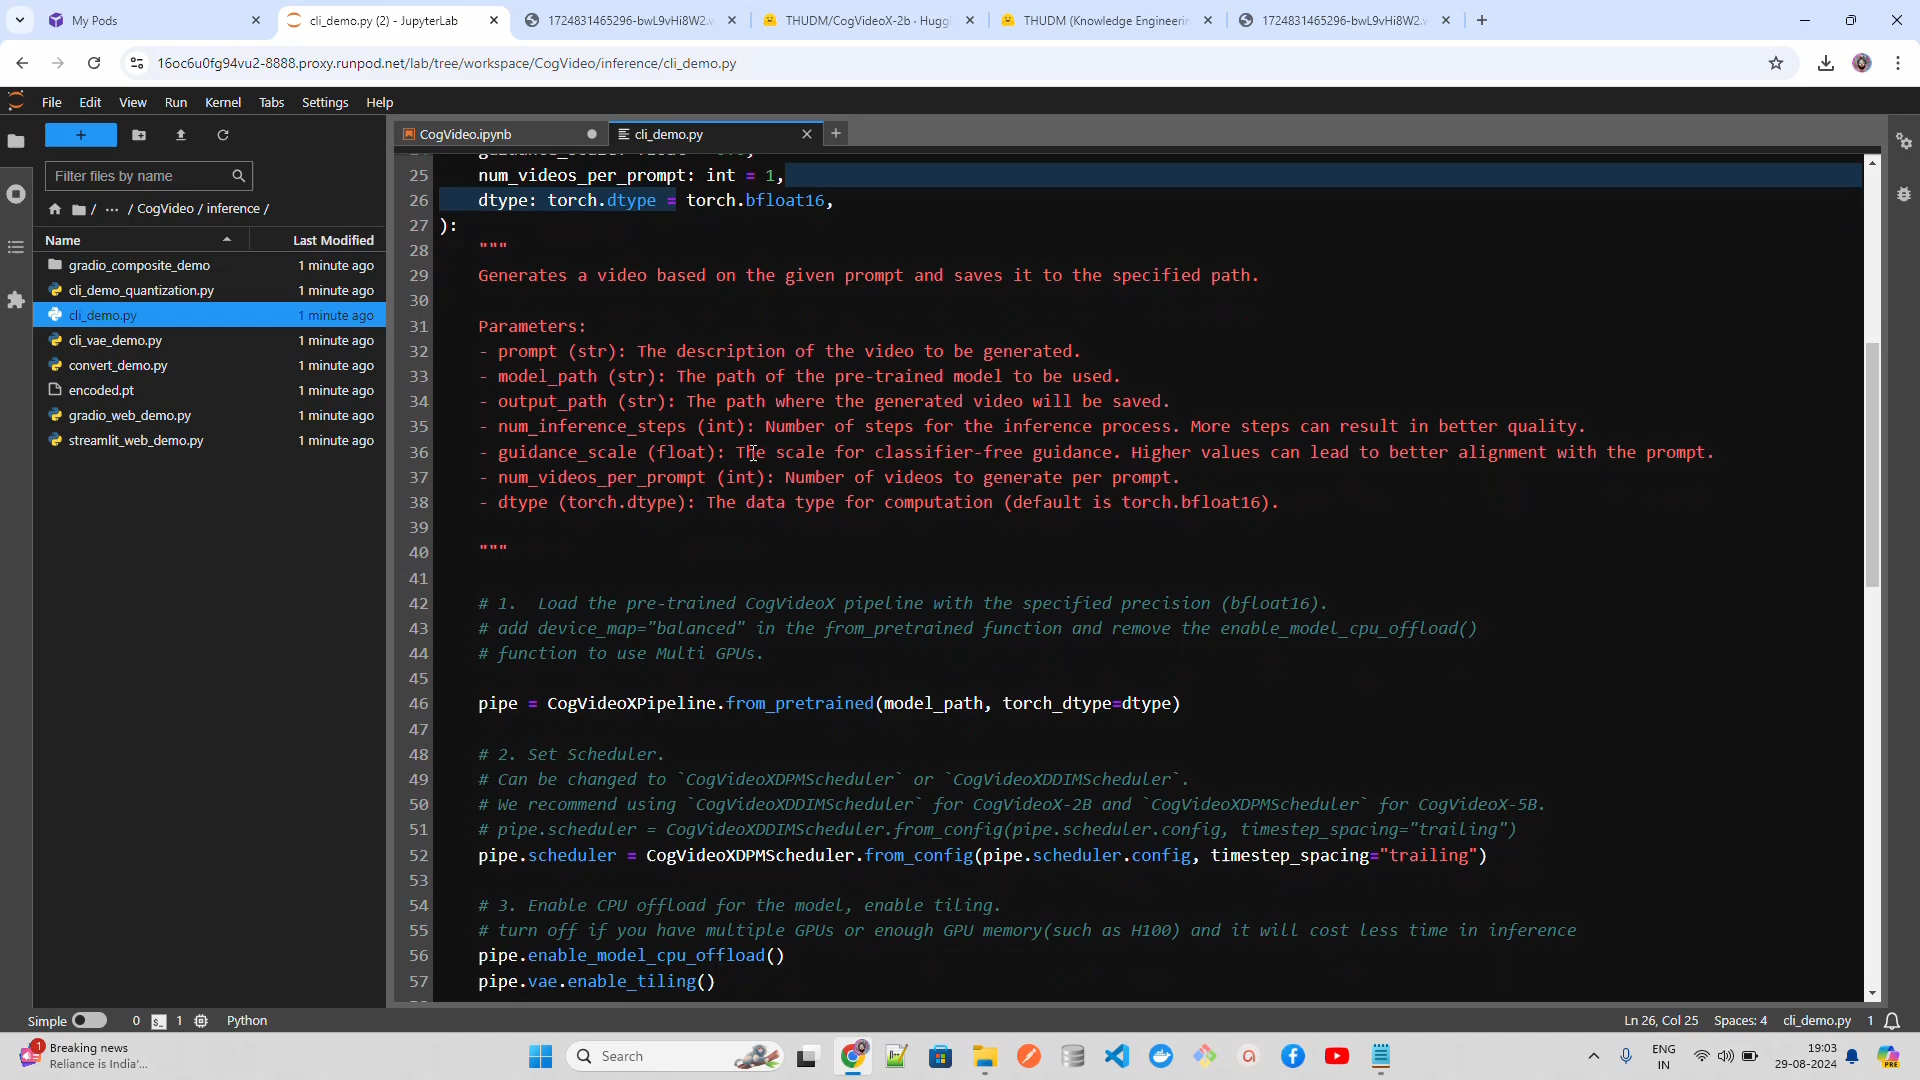 My Pods
cli_demo.py (2) - JupyterLab
1724831465296-bwL9vHi8W2.
THUDM/CogVideoX-2b · Huggi
THUDM (Knowledge Engineerin
1724831465296-bwL9vHi8W2.
16oc6u0fg94vu2-8888.proxy.runpod.net/lab/tree/workspace/CogVideo/inference/cli_demo.py
File Edit View Run Kernel Tabs Settings Help
CogVideo.ipynb
cli_demo.py
Filter files by name
/ ··· / CogVideo / inference /
Name Last Modified
gradio_composite_demo 1 minute ago
cli_demo_quantization.py 1 minute ago
cli_demo.py 1 minute ago
cli_vae_demo.py 1 minute ago
convert_demo.py 1 minute ago
encoded.pt 1 minute ago
gradio_web_demo.py 1 minute ago
streamlit_web_demo.py 1 minute ago
25 num_videos_per_prompt: int = 1,
26 dtype: torch.dtype = torch.bfloat16,
27 ):
28 """
29 Generates a video based on the given prompt and saves it to the specified path.
30
31 Parameters:
32 - prompt (str): The description of the video to be generated.
33 - model_path (str): The path of the pre-trained model to be used.
34 - output_path (str): The path where the generated video will be saved.
35 - num_inference_steps (int): Number of steps for the inference process. More steps can result in better quality.
36 - guidance_scale (float): The scale for classifier-free guidance. Higher values can lead to better alignment with the prompt.
37 - num_videos_per_prompt (int): Number of videos to generate per prompt.
38 - dtype (torch.dtype): The data type for computation (default is torch.bfloat16).
39
40 """
41
42 # 1.  Load the pre-trained CogVideoX pipeline with the specified precision (bfloat16).
43 # add device_map="balanced" in the from_pretrained function and remove the enable_model_cpu_offload()
44 # function to use Multi GPUs.
45
46 pipe = CogVideoXPipeline.from_pretrained(model_path, torch_dtype=dtype)
47
48 # 2. Set Scheduler.
49 # Can be changed to `CogVideoXDPMScheduler` or `CogVideoXDDIMScheduler`.
50 # We recommend using `CogVideoXDDIMScheduler` for CogVideoX-2B and `CogVideoXDPMScheduler` for CogVideoX-5B.
51 # pipe.scheduler = CogVideoXDDIMScheduler.from_config(pipe.scheduler.config, timestep_spacing="trailing")
52 pipe.scheduler = CogVideoXDPMScheduler.from_config(pipe.scheduler.config, timestep_spacing="trailing")
53
54 # 3. Enable CPU offload for the model, enable tiling.
55 # turn off if you have multiple GPUs or enough GPU memory(such as H100) and it will cost less time in inference
56 pipe.enable_model_cpu_offload()
57 pipe.vae.enable_tiling()
Simple 0 1 Python
Ln 26, Col 25 Spaces: 4 cli_demo.py 1
1 Breaking news
Reliance is India'...
Search
ENG
IN
19:03
29-08-2024
PRE